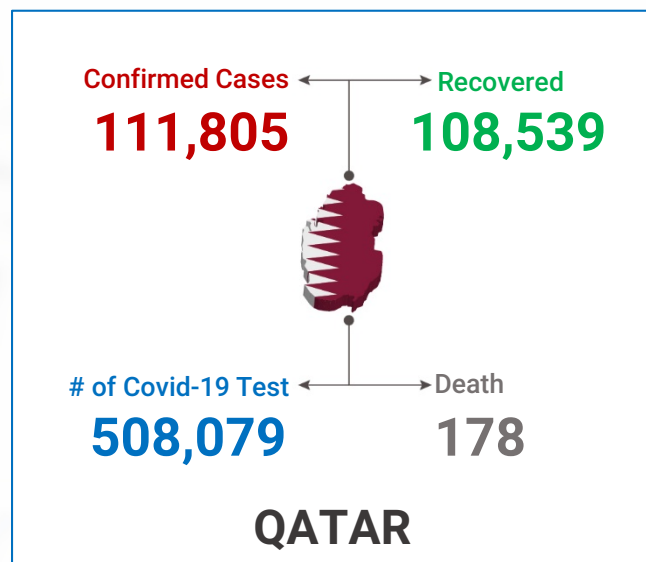 Confirmed Cases
111,805
Recovered
108,539
# of Covid-19 Test
508,079
Death
178
QATAR